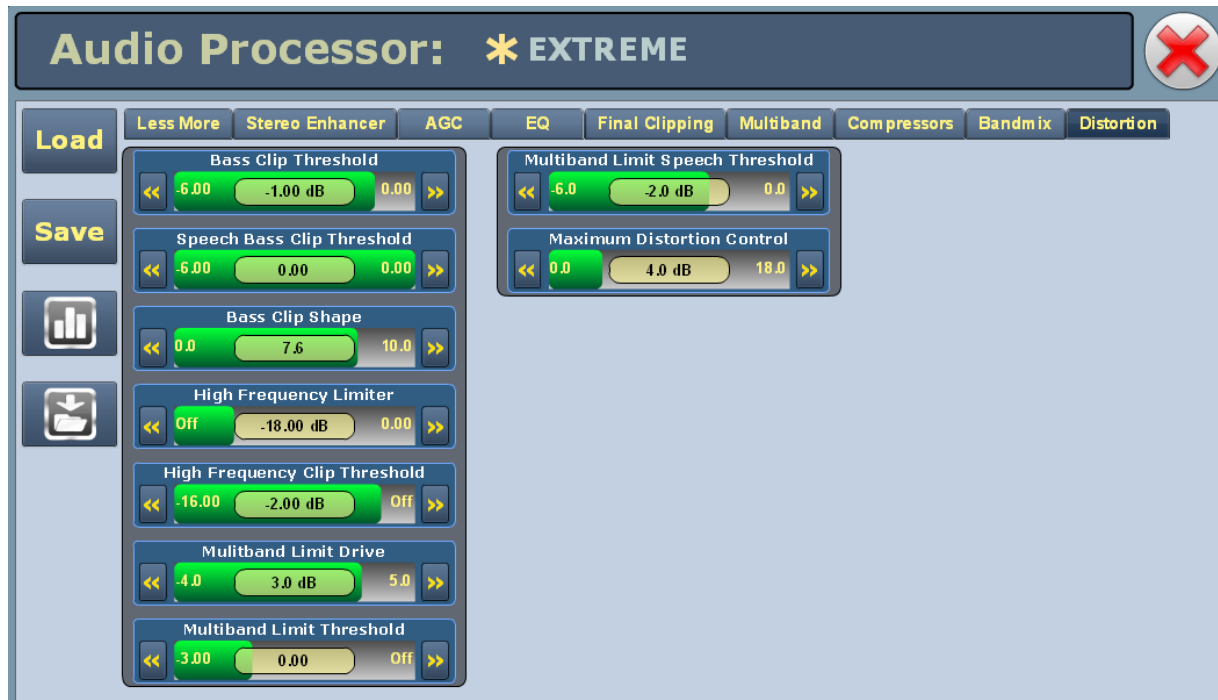 Audio Processor: * EXTREME
Load
Save
Less More Stereo Enhancer AGC EQ Final Clipping Multiband Compressors Bandmix Distortion
Bass Clip Threshold
« -6.00 -1.00 dB 0.00 »
Speech Bass Clip Threshold
« -6.00 0.00 0.00 »
Bass Clip Shape
« 0.0 7.6 10.0 »
High Frequency Limiter
« Off -18.00 dB 0.00 »
High Frequency Clip Threshold
« -16.00 -2.00 dB Off »
Mulitband Limit Drive
« -4.0 3.0 dB 5.0 »
Multiband Limit Threshold
« -3.00 0.00 Off »
Multiband Limit Speech Threshold
« -6.0 -2.0 dB 0.0 »
Maximum Distortion Control
« 0.0 4.0 dB 18.0 »